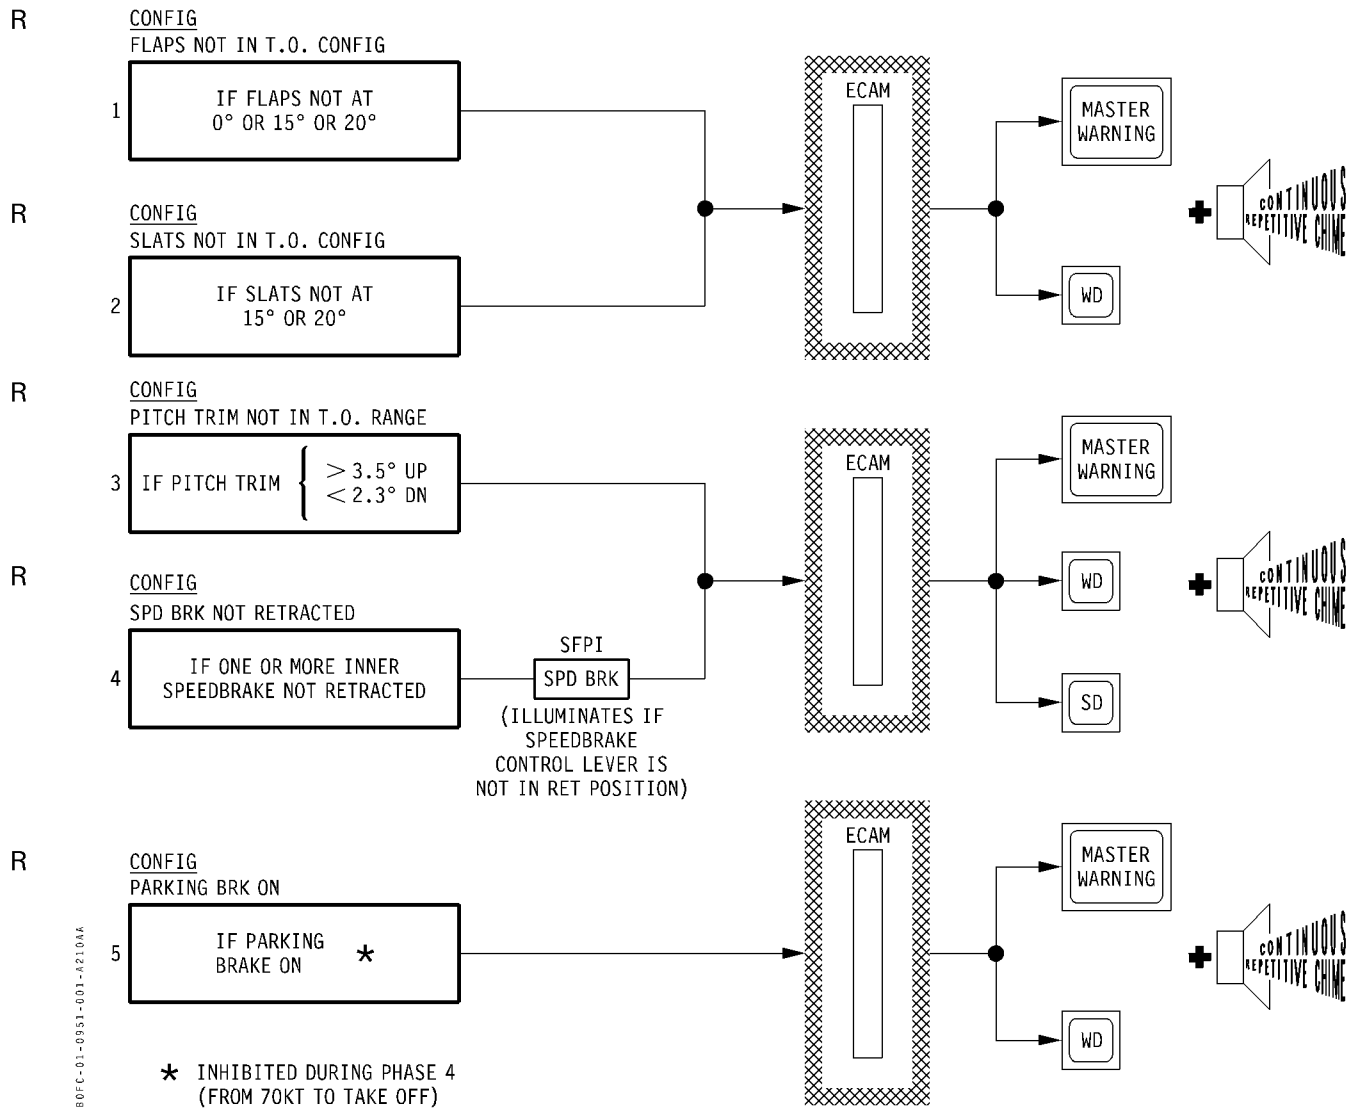 R
CONFIG
FLAPS NOT IN T.O. CONFIG
1
IF FLAPS NOT AT
0° OR 15° OR 20°
ECAM
MASTER
WARNING
CONTINUOUS
REPETITIVE CHIME
R
CONFIG
SLATS NOT IN T.O. CONFIG
2
IF SLATS NOT AT
15° OR 20°
WD
R
CONFIG
PITCH TRIM NOT IN T.O. RANGE
3
IF PITCH TRIM { > 3.5° UP
< 2.3° DN
ECAM
MASTER
WARNING
WD
CONTINUOUS
REPETITIVE CHIME
R
CONFIG
SPD BRK NOT RETRACTED
4
IF ONE OR MORE INNER
SPEEDBRAKE NOT RETRACTED
SFPI
SPD BRK
(ILLUMINATES IF
SPEEDBRAKE
CONTROL LEVER IS
NOT IN RET POSITION)
SD
R
CONFIG
PARKING BRK ON
5
IF PARKING
BRAKE ON *
ECAM
MASTER
WARNING
CONTINUOUS
REPETITIVE CHIME
WD
* INHIBITED DURING PHASE 4
(FROM 70KT TO TAKE OFF)
B0FC-01-0951-001-A210AA